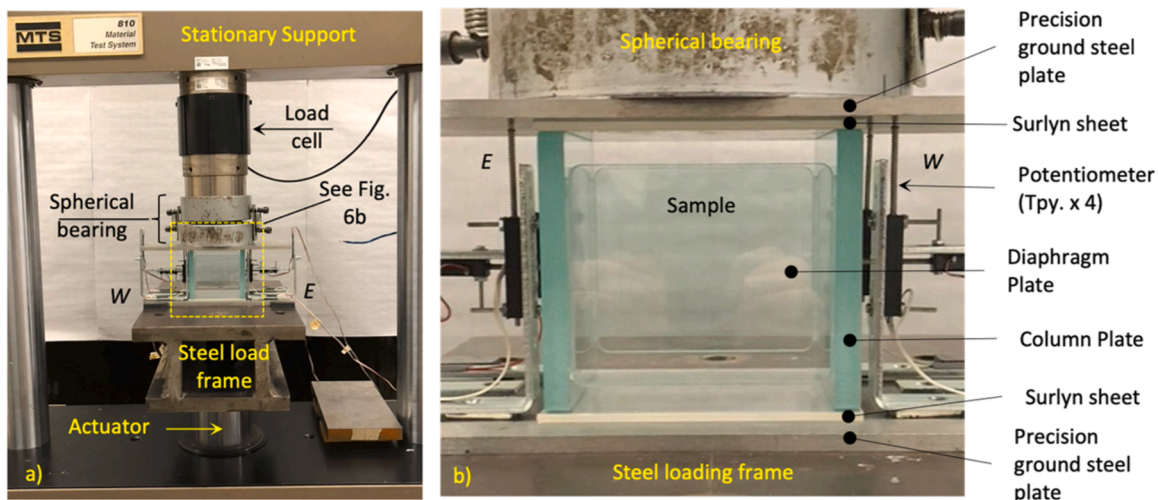 MTS
810
Material
Test System
Stationary Support
Load
cell
See Fig.
6b
Spherical
bearing
W
E
Steel load
frame
Actuator
a)
Spherical bearing
E
W
Sample
Steel loading frame
b)
Precision
ground steel
plate
Surlyn sheet
Potentiometer
(Tpy. x 4)
Diaphragm
Plate
Column Plate
Surlyn sheet
Precision
ground steel
plate